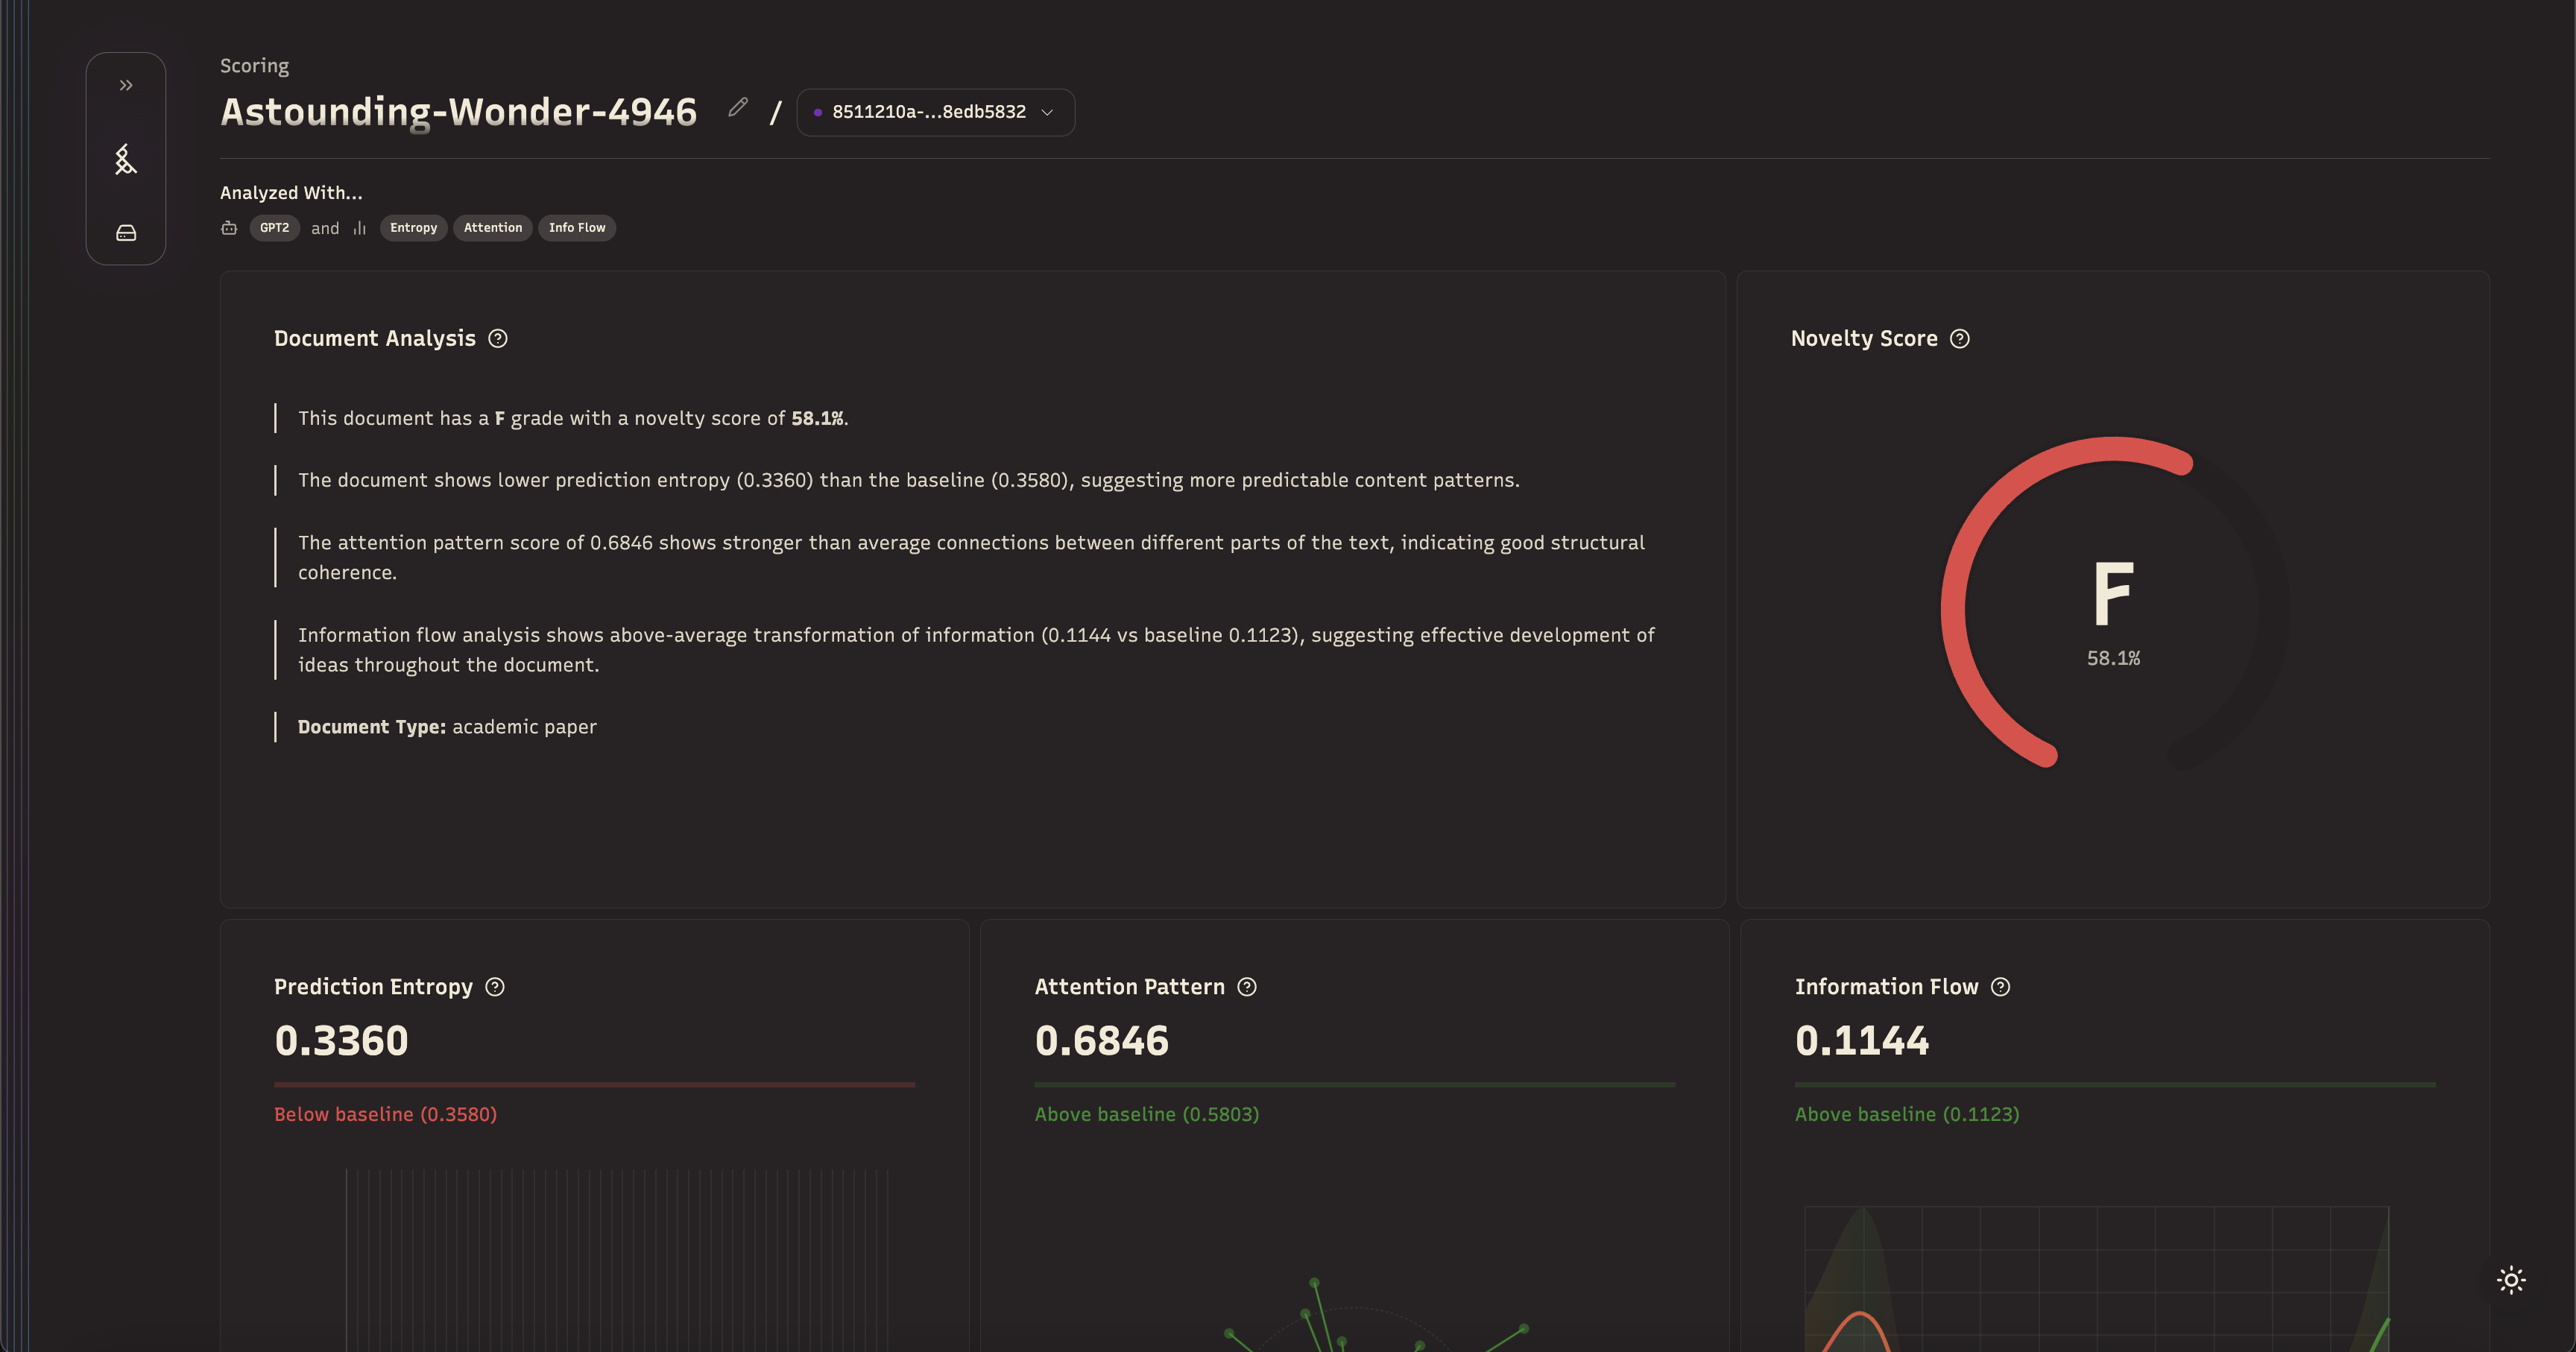 Scoring
Astounding-Wonder-4946 / 8511210a-...8edb5832
Analyzed With...
GPT2 and Entropy Attention Info Flow
Document Analysis
This document has a F grade with a novelty score of 58.1%.
The document shows lower prediction entropy (0.3360) than the baseline (0.3580), suggesting more predictable content patterns.
The attention pattern score of 0.6846 shows stronger than average connections between different parts of the text, indicating good structural
coherence.
Information flow analysis shows above-average transformation of information (0.1144 vs baseline 0.1123), suggesting effective development of
ideas throughout the document.
Document Type: academic paper
Novelty Score
F
58.1%
Prediction Entropy
0.3360
Below baseline (0.3580)
Attention Pattern
0.6846
Above baseline (0.5803)
Information Flow
0.1144
Above baseline (0.1123)